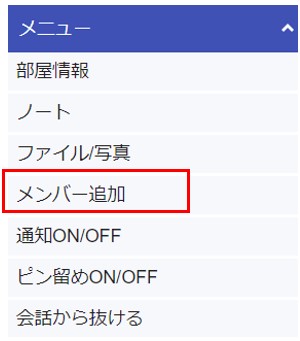 メニュー
部屋情報
ノート
ファイル/写真
メンバー追加
通知ON/OFF
ピン留めON/OFF
会話から抜ける